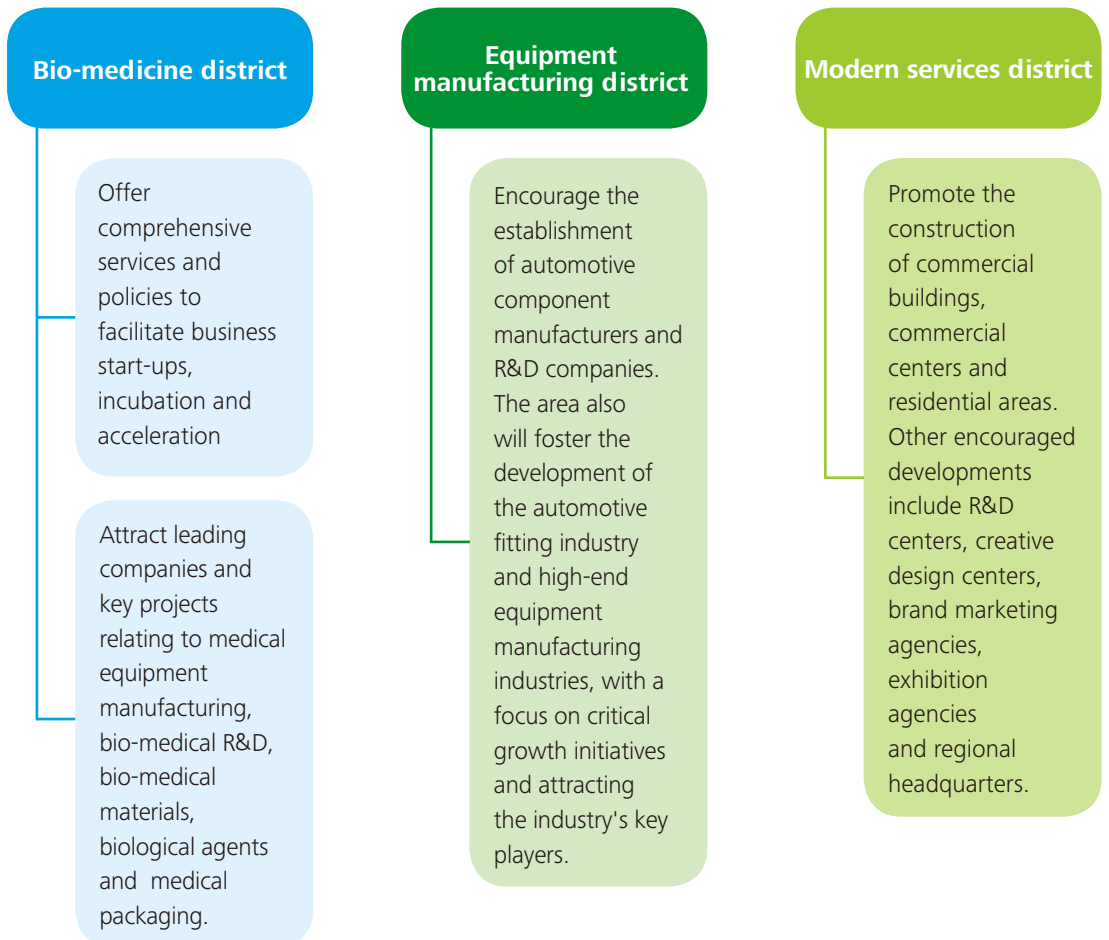 Bio-medicine district
Offer
comprehensive
services and
policies to
facilitate business
start-ups,
incubation and
acceleration
Attract leading
companies and
key projects
relating to medical
equipment
manufacturing,
bio-medical R&D,
bio-medical
materials,
biological agents
and medical
packaging.
Equipment
manufacturing district
Encourage the
establishment
of automotive
component
manufacturers and
R&D companies.
The area also
will foster the
development of
the automotive
fitting industry
and high-end
equipment
manufacturing
industries, with a
focus on critical
growth initiatives
and attracting
the industry's key
players.
Modern services district
Promote the
construction
of commercial
buildings,
commercial
centers and
residential areas.
Other encouraged
developments
include R&D
centers, creative
design centers,
brand marketing
agencies,
exhibition
agencies
and regional
headquarters.